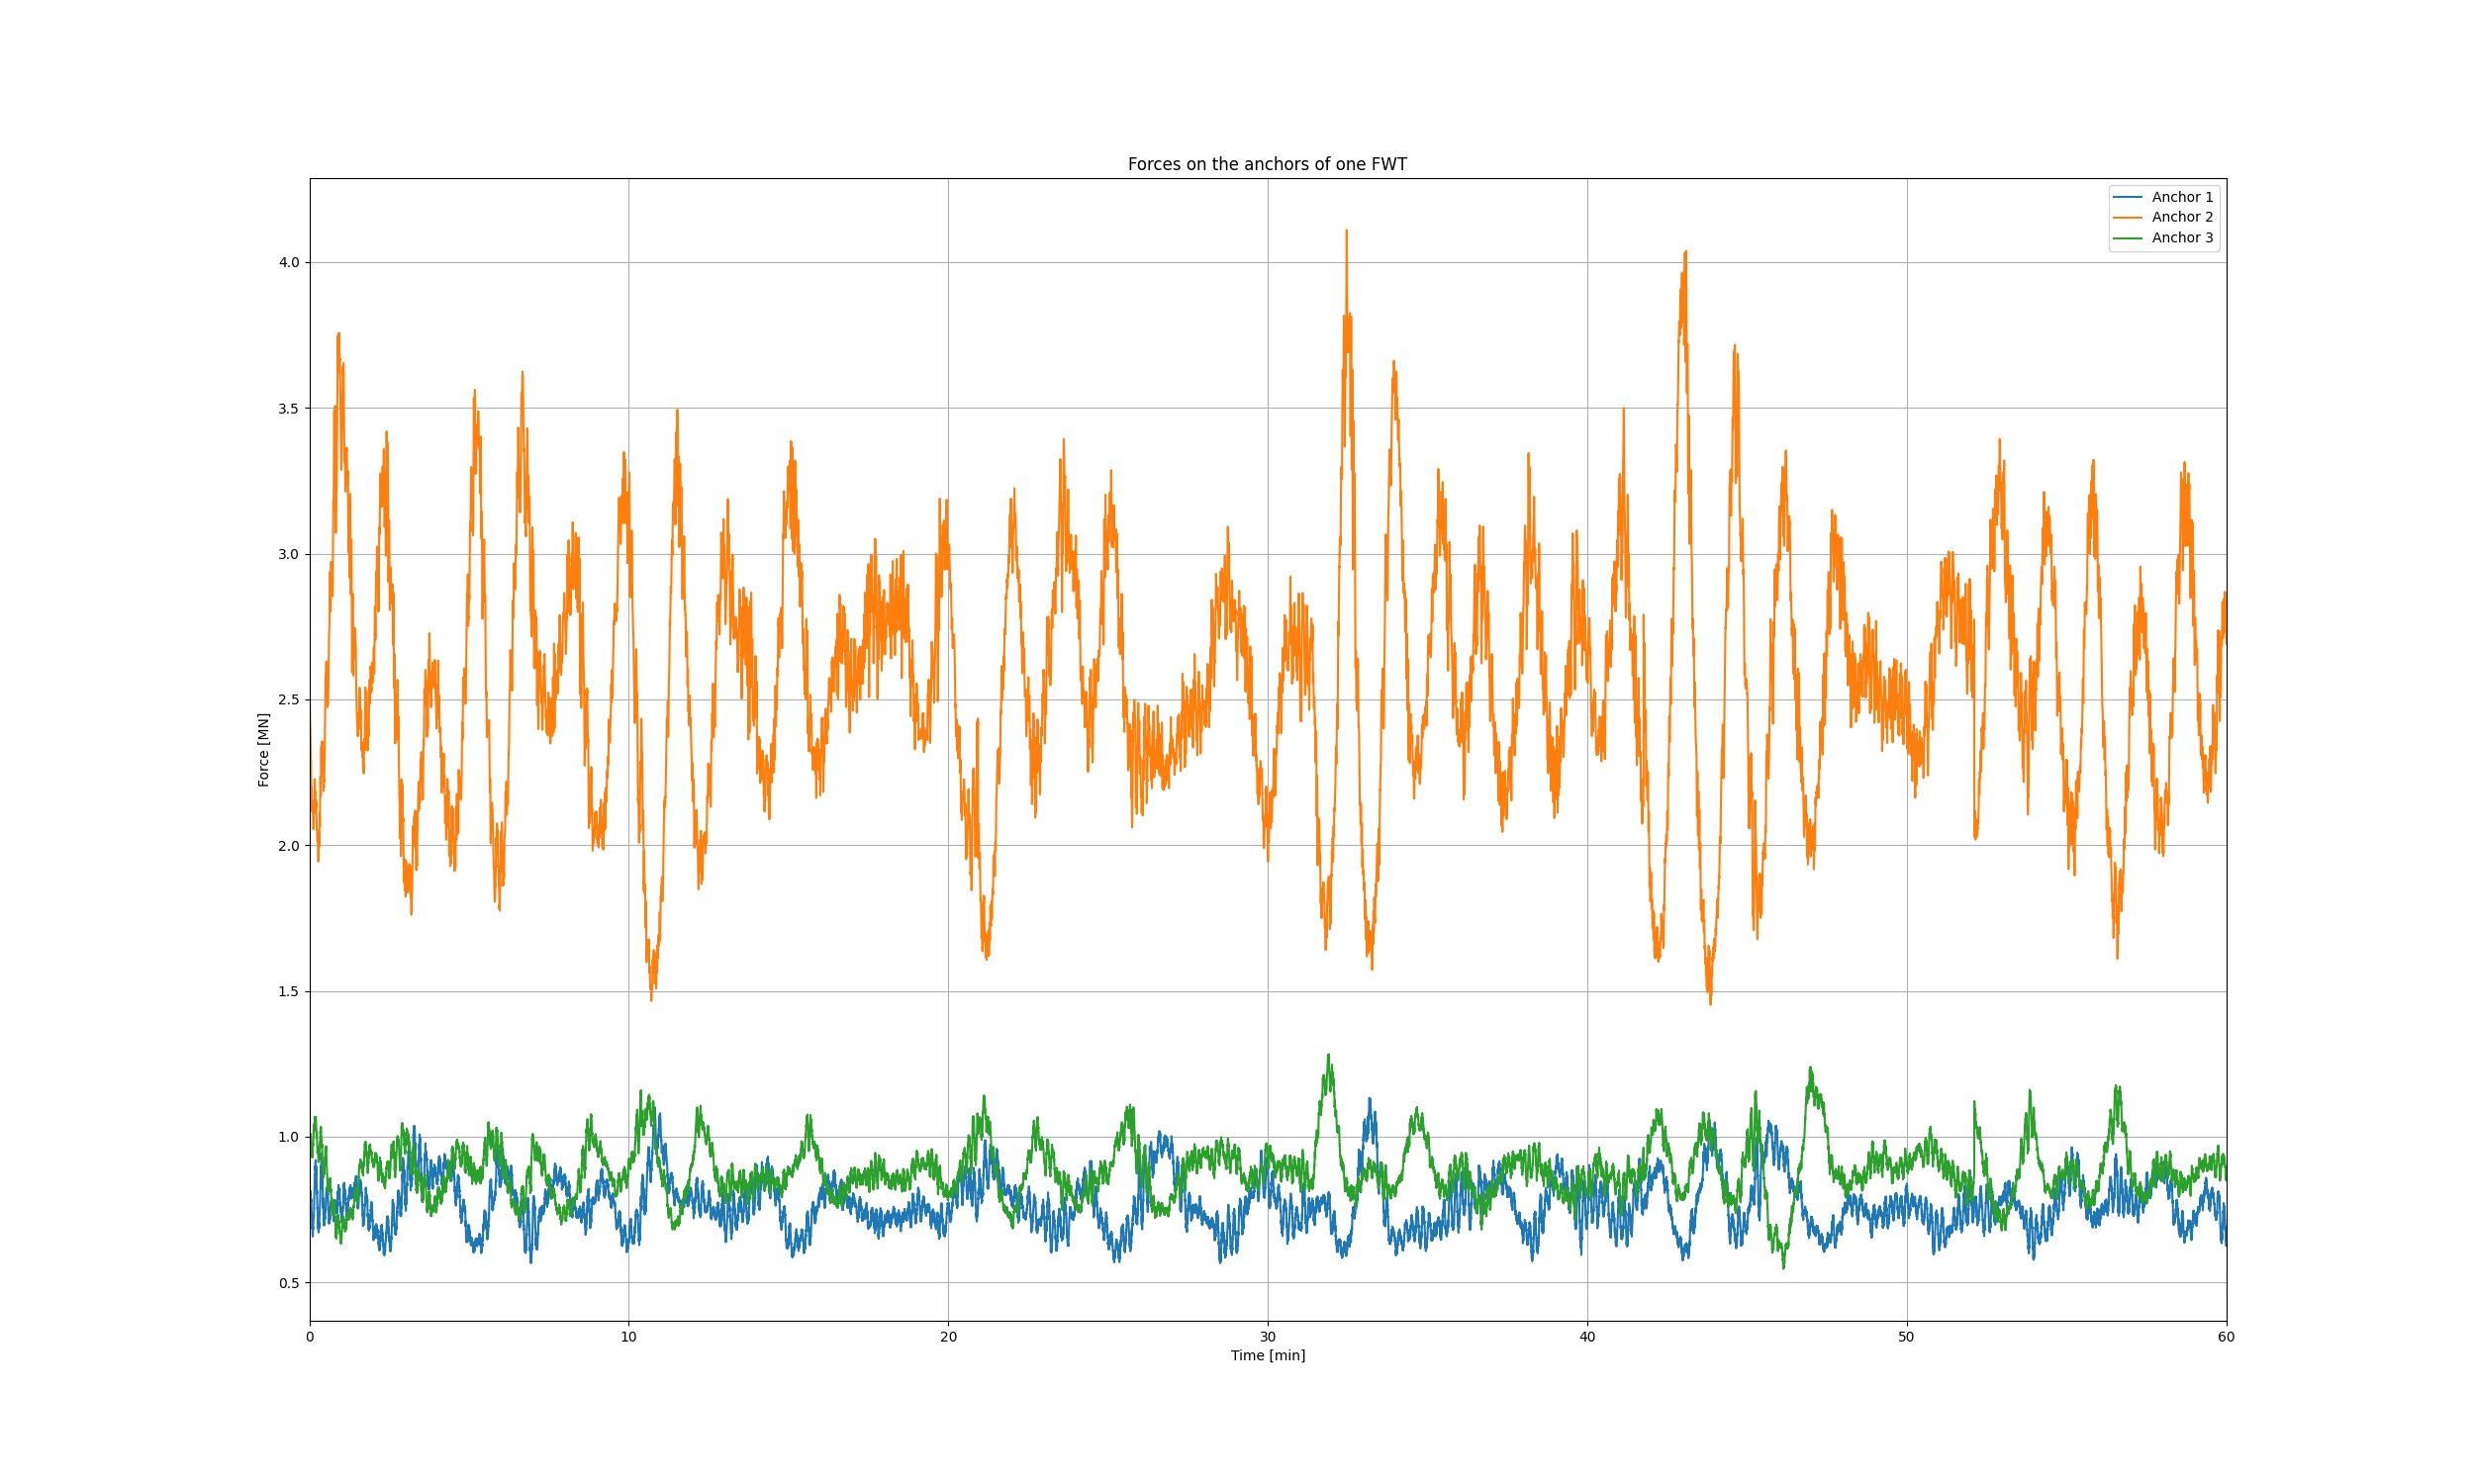 Forces on the anchors of one FWT
Anchor 1
Anchor 2
Anchor 3
4.0
3.5
3.0
2.5
2.0
1.5
1.0
0.5
Force [MN]
0 10 20 30 40 50 60
Time [min]